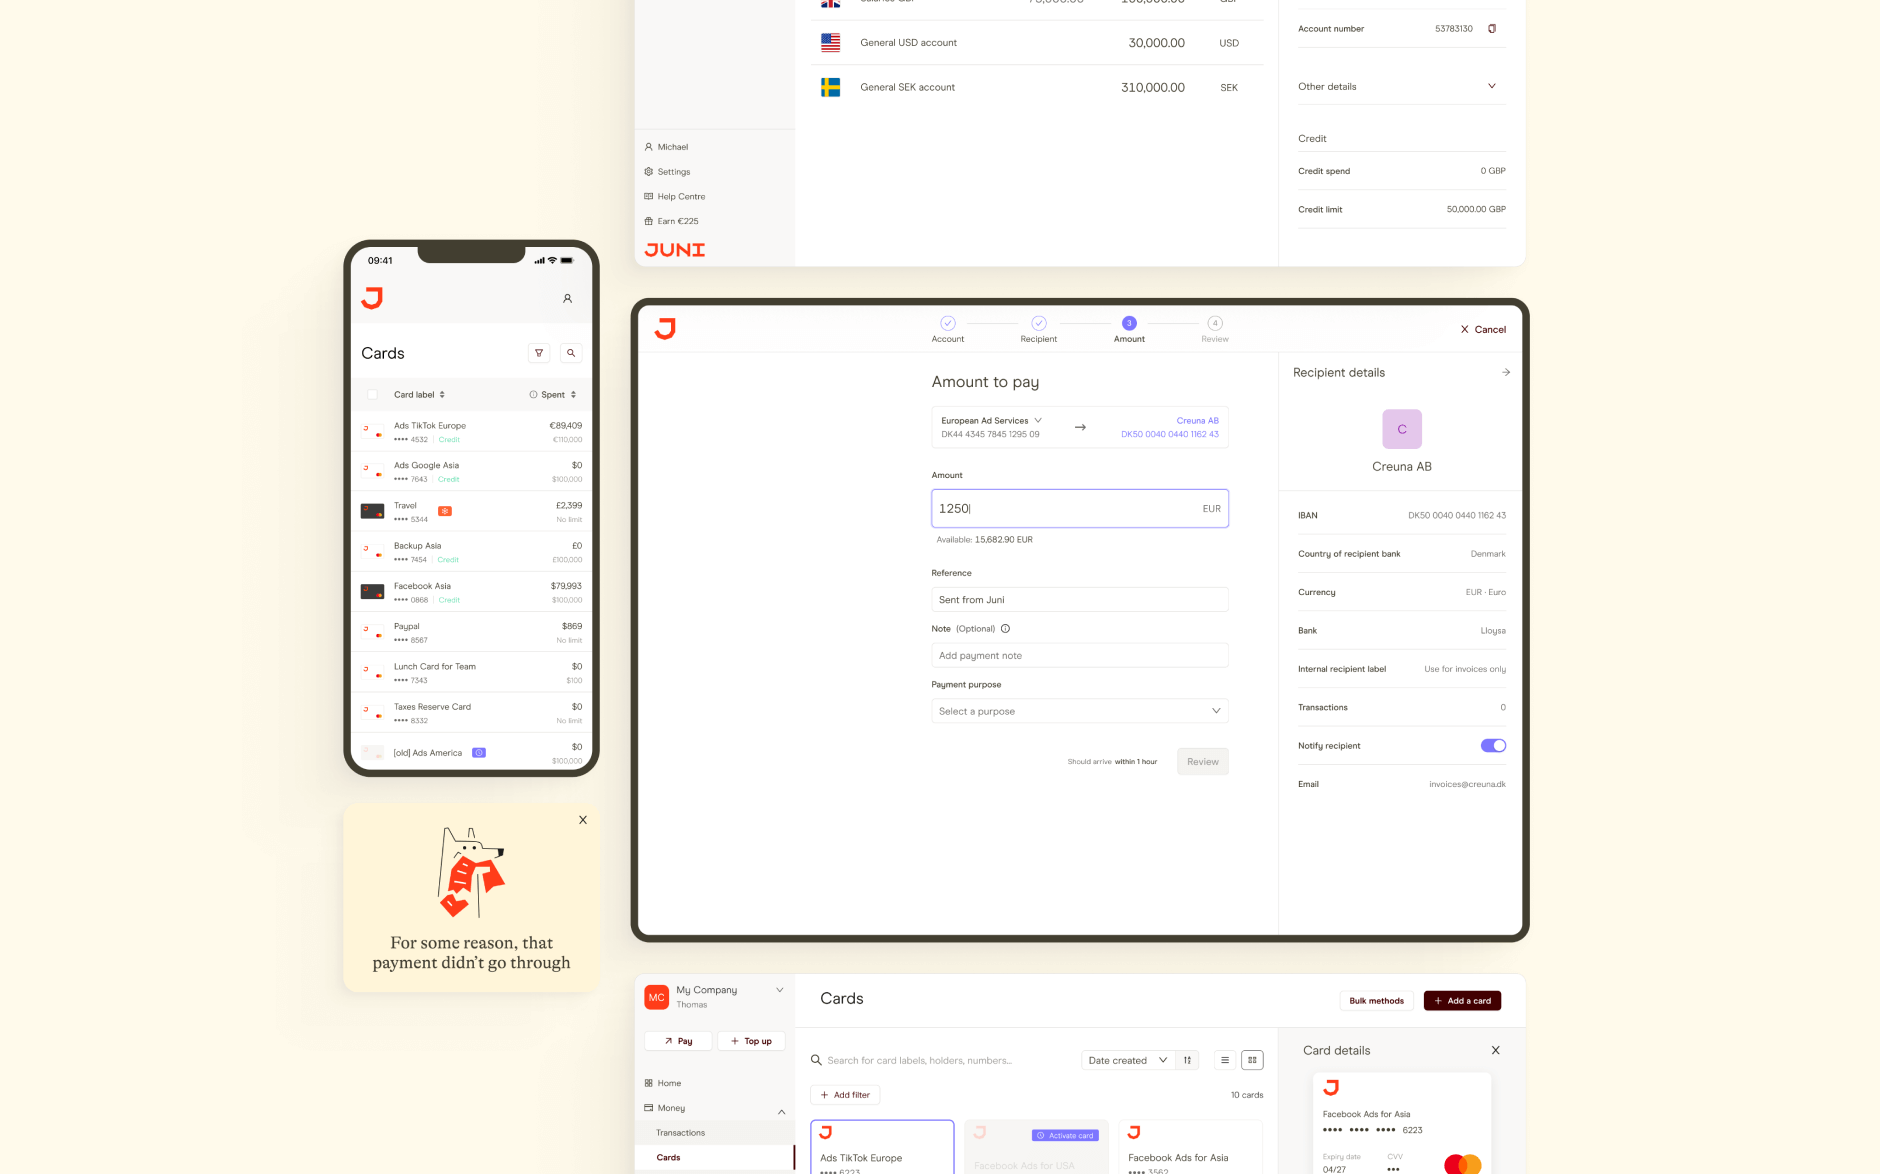 General USD account 30,000.00 USD
General SEK account 310,000.00 SEK
Michael
Settings
Help Centre
Earn €225
JUNI
Account number 53783130
Other details
Credit
Credit spend 0 GBP
Credit limit 50,000.00 GBP
09:41
J
Cards
Card label Spent
Ads TikTok Europe €89,409
•••• 4532 | Credit €110,000
Ads Google Asia $0
•••• 7643 | Credit $100,000
Travel £2,399
•••• 5344 No limit
Backup Asia £0
•••• 7454 | Credit £100,000
Facebook Asia $79,993
•••• 0868 | Credit $100,000
Paypal $869
•••• 8567 No limit
Lunch Card for Team $0
•••• 7343 $100
Taxes Reserve Card $0
•••• 8332 No limit
[old] Ads America $0
$100,000
X
For some reason, that
payment didn't go through
J
Account
Recipient
3
Amount
4
Review
X Cancel
Amount to pay
European Ad Services → Creuna AB
DK44 4345 7845 1295 09 DK50 0040 0440 1162 43
Amount
1250 EUR
Available: 15,682.90 EUR
Reference
Sent from Juni
Note (Optional)
Add payment note
Payment purpose
Select a purpose
Should arrive within 1 hour Review
Recipient details
C
Creuna AB
IBAN DK50 0040 0440 1162 43
Country of recipient bank Denmark
Currency EUR · Euro
Bank Lloysa
Internal recipient label Use for invoices only
Transactions 0
Notify recipient
Email invoices@creuna.dk
MC My Company
Thomas
Pay + Top up
Home
Money
Transactions
Cards
Cards
Bulk methods + Add a card
Search for card labels, holders, numbers...
Date created
+ Add filter 10 cards
J
Ads TikTok Europe
•••• 6223
J Activate card
Facebook Ads for USA
J
Facebook Ads for Asia
•••• 3562
Card details X
J
Facebook Ads for Asia
•••• •••• •••• 6223
Expiry date CVV
04/27 •••